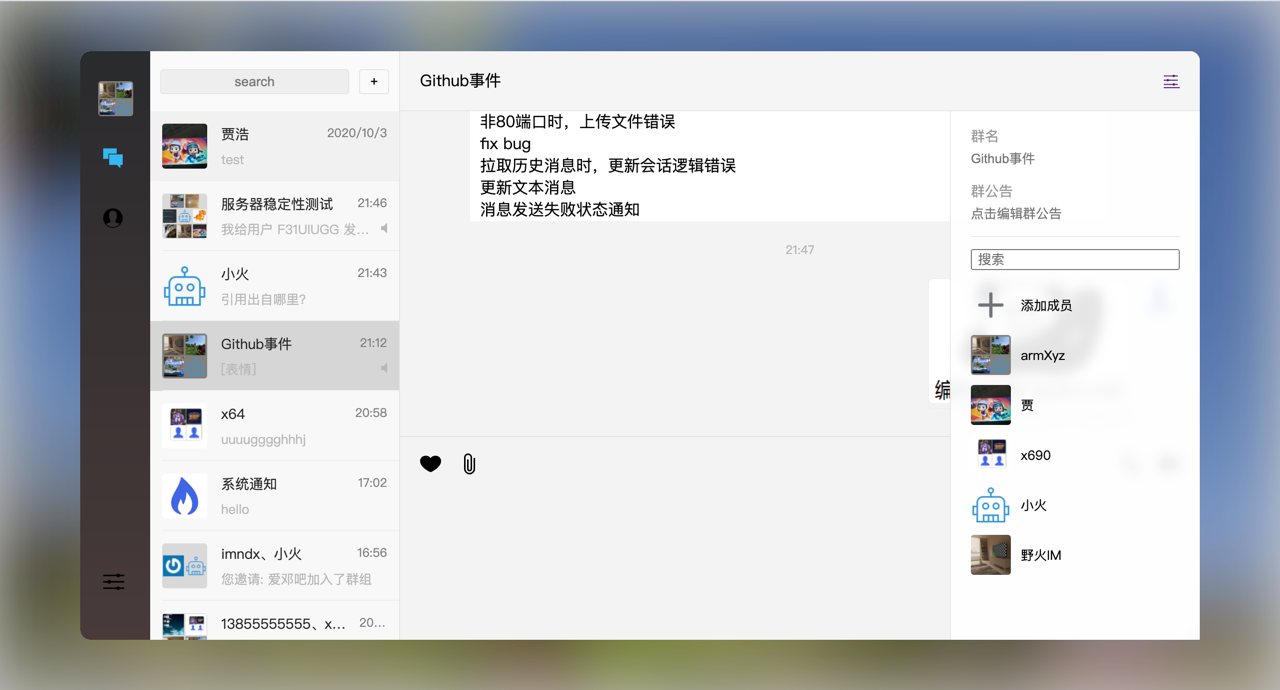 search
+
贾浩
2020/10/3
test
服务器稳定性测试
21:46
我给用户 F31UIUGG 发...
小火
21:43
引用出自哪里?
Github事件
21:12
[表情]
x64
20:58
uuuugggghhhj
系统通知
17:02
hello
imndx、小火
16:56
您邀请: 爱邓吧加入了群组
13855555555、x...
20...
Github事件
非80端口时，上传文件错误
fix bug
拉取历史消息时，更新会话逻辑错误
更新文本消息
消息发送失败状态通知
21:47
编
群名
Github事件
群公告
点击编辑群公告
搜索
添加成员
armXyz
贾
x690
小火
野火IM